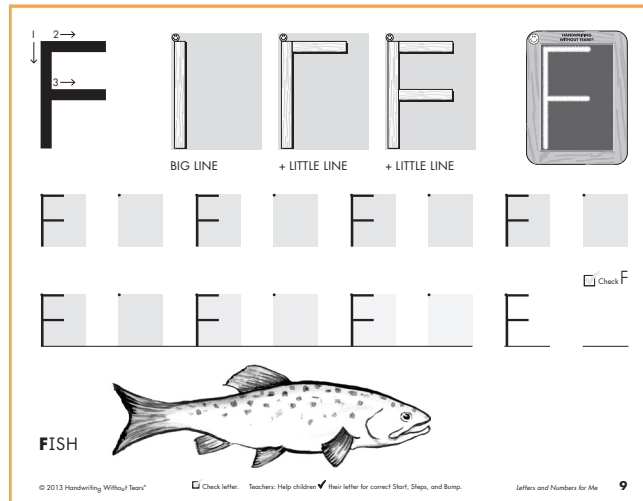 1 2→
3→
HANDWRITING
WITHOUT TEARS®
BIG LINE
+ LITTLE LINE
+ LITTLE LINE
F F F F
Check F
F F F F
FISH
© 2013 Handwriting Without Tears®
Check letter. Teachers: Help children ✔ their letter for correct Start, Steps, and Bump.
Letters and Numbers for Me 9